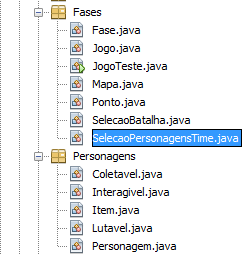 Fases
Fase.java
Jogo.java
JogoTeste.java
Mapa.java
Ponto.java
SelecaoBatalha.java
SelecaoPersonagensTime.java
Personagens
Coletavel.java
Interagivel.java
Item.java
Lutavel.java
Personagem.java